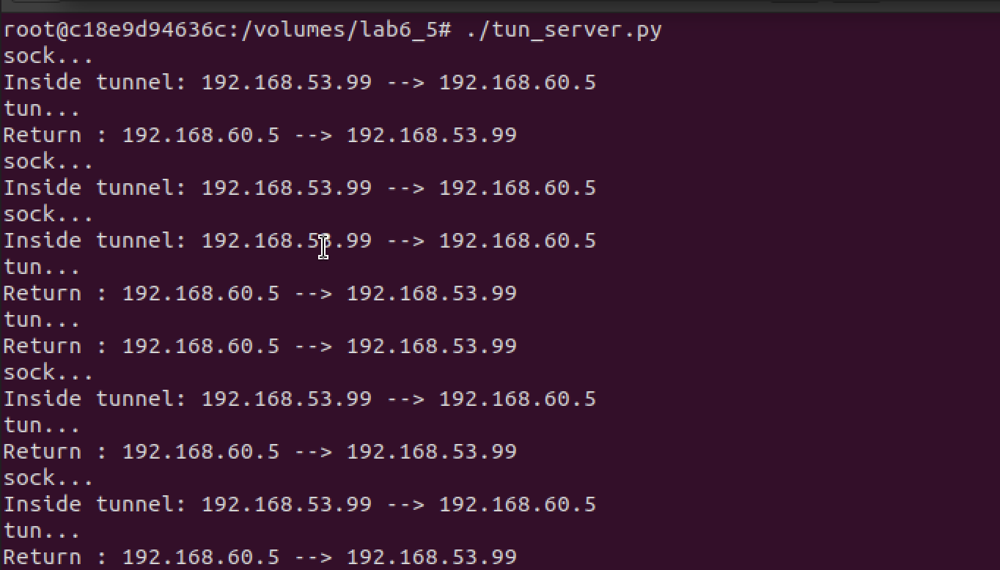 root@c18e9d94636c:/volumes/lab6_5# ./tun_server.py
sock...
Inside tunnel: 192.168.53.99 --> 192.168.60.5
tun...
Return : 192.168.60.5 --> 192.168.53.99
sock...
Inside tunnel: 192.168.53.99 --> 192.168.60.5
sock...
Inside tunnel: 192.168.53.99 --> 192.168.60.5
tun...
Return : 192.168.60.5 --> 192.168.53.99
tun...
Return : 192.168.60.5 --> 192.168.53.99
sock...
Inside tunnel: 192.168.53.99 --> 192.168.60.5
tun...
Return : 192.168.60.5 --> 192.168.53.99
sock...
Inside tunnel: 192.168.53.99 --> 192.168.60.5
tun...
Return : 192.168.60.5 --> 192.168.53.99